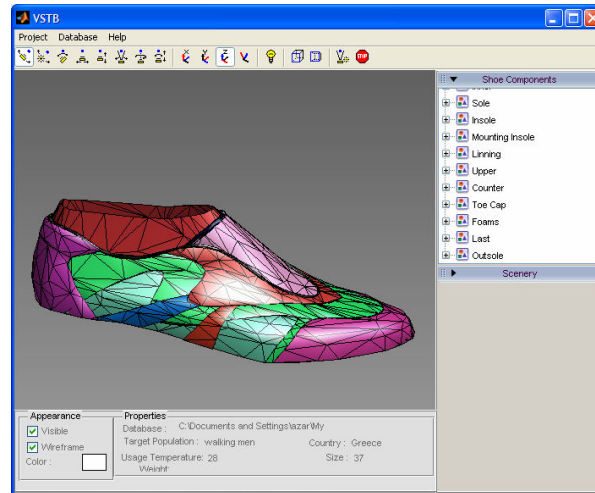 VSTB
Project Database Help
STOP
Shoe Components
Sole
Insole
Mounting Insole
Linning
Upper
Counter
Toe Cap
Foams
Last
Outsole
Scenery
Appearance
Visible
Wireframe
Color :
Properties
Database : C:\Documents and Settings\azar\My
Target Population : walking men
Country : Greece
Usage Temperature: 28
Size : 37
Weight: